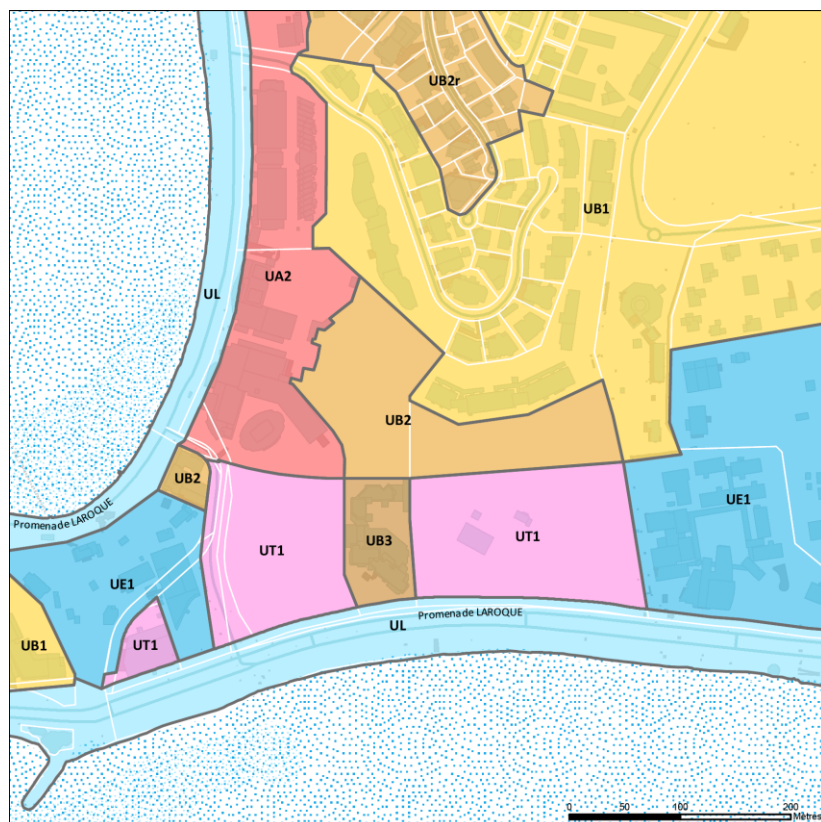 UB2r
UB1
UA2
UL
UB2
UB2
UE1
Promenade LAROQUE
UB3
UT1
UT1
UE1
Promenade LAROQUE
UL
UB1
UT1
0 50 100 200
Mètres